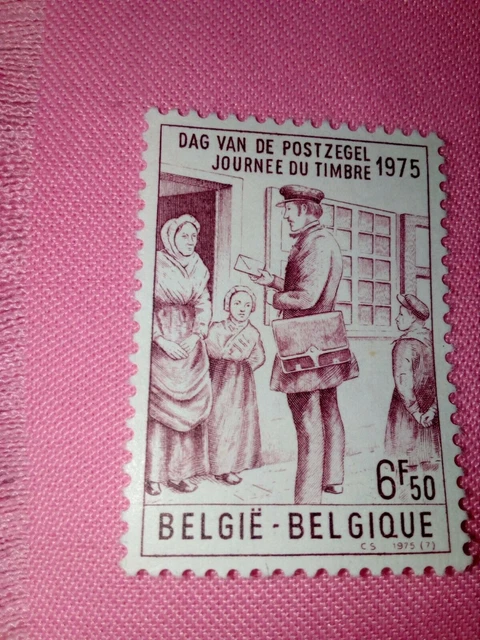 DAG VAN DE POSTZEGEL
JOURNEE DU TIMBRE 1975
6F50
BELGIË - BELGIQUE
C S 1975 (7)